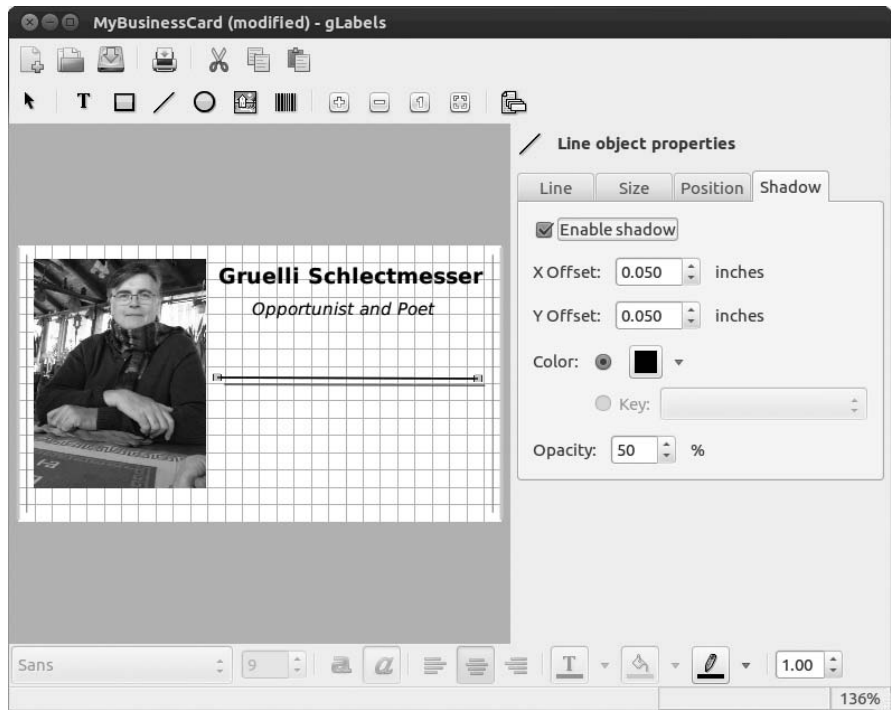 MyBusinessCard (modified) - gLabels
T
Line object properties
Line Size Position Shadow
Enable shadow
X Offset: 0.050 inches
Y Offset: 0.050 inches
Color:
Key:
Opacity: 50 %
Gruelli Schlectmesser
Opportunist and Poet
Sans 9 a a T 1.00
136%